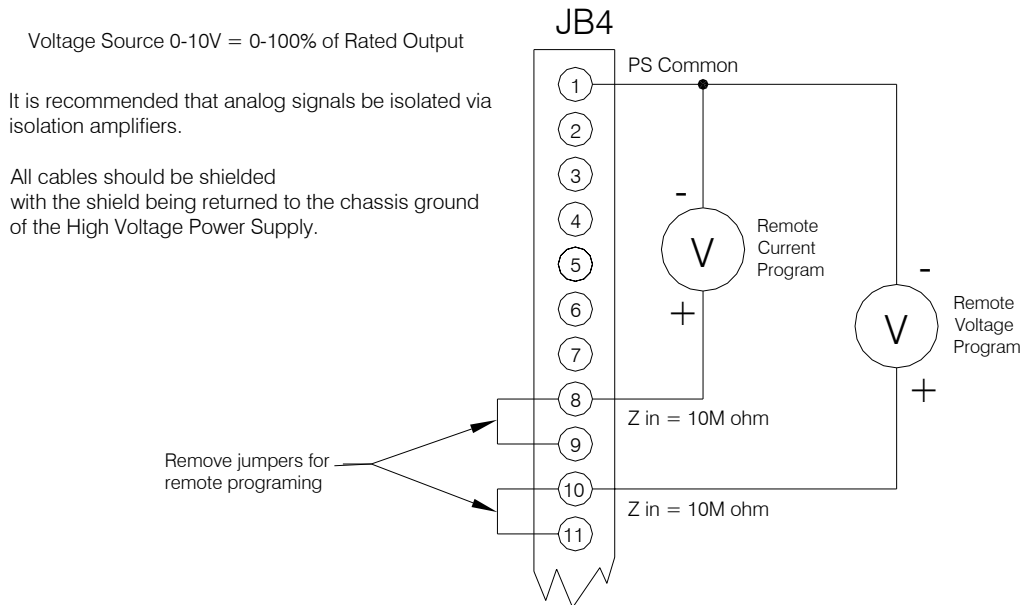 JB4
Voltage Source 0-10V = 0-100% of Rated Output
It is recommended that analog signals be isolated via
isolation amplifiers.
All cables should be shielded
with the shield being returned to the chassis ground
of the High Voltage Power Supply.
PS Common
1
2
3
4
5
6
7
8
9
10
11
-
V
+
Remote
Current
Program
-
V
+
Remote
Voltage
Program
Z in = 10M ohm
Z in = 10M ohm
Remove jumpers for
remote programing